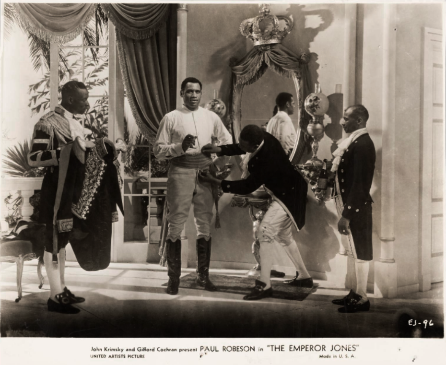 EJ-96
John Krimsky and Gifford Cochran present PAUL ROBESON in "THE EMPEROR JONES"
UNITED ARTISTS PICTURE Made in U. S. A.